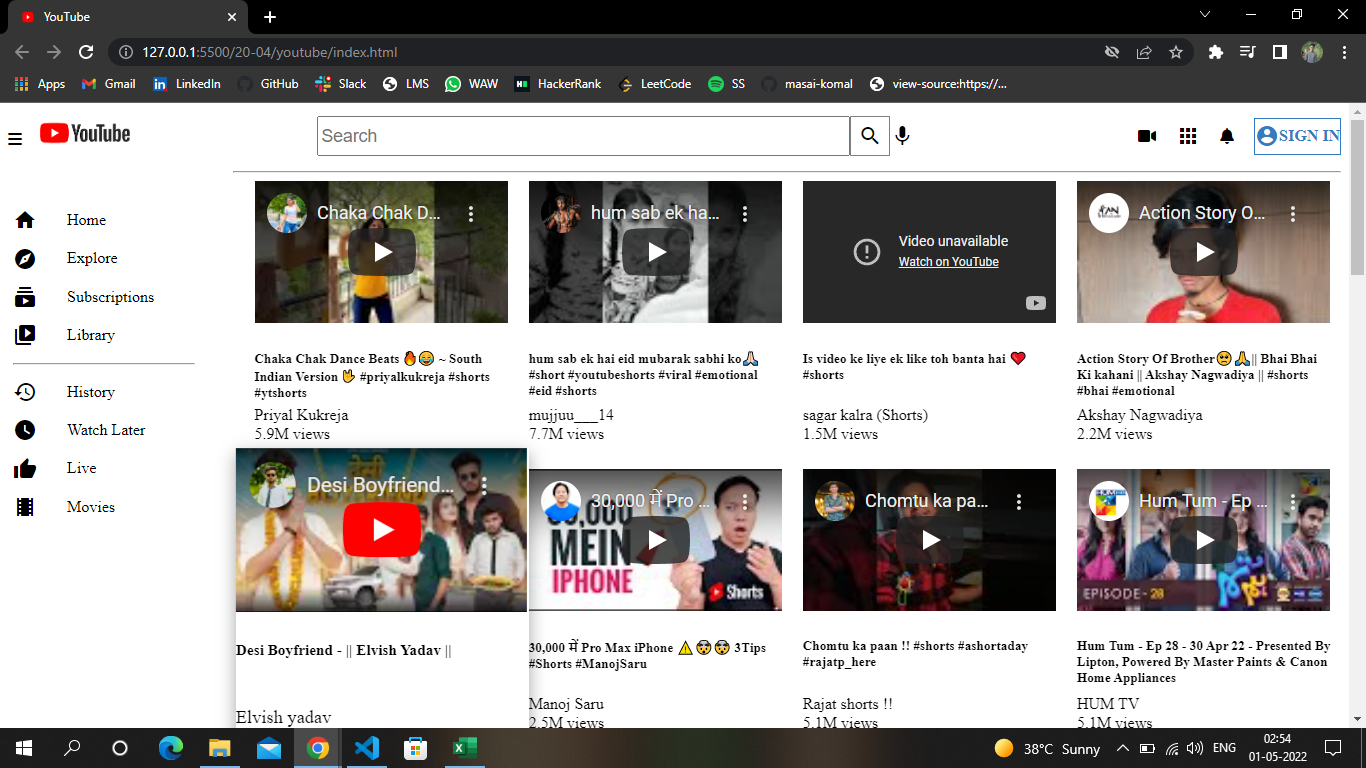 YouTube
127.0.0.1:5500/20-04/youtube/index.html
Apps Gmail LinkedIn GitHub Slack LMS WAW HackerRank LeetCode SS masai-komal view-source:https://...
YouTube Search SIGN IN
Home
Explore
Subscriptions
Library
History
Watch Later
Live
Movies
Chaka Chak D...
hum sab ek ha...
Video unavailable
Watch on YouTube
Action Story O...
Chaka Chak Dance Beats 🔥😂 ~ South
Indian Version 🤟 #priyalkukreja #shorts
#ytshorts
Priyal Kukreja
5.9M views
hum sab ek hai eid mubarak sabhi ko🙏🏻
#short #youtubeshorts #viral #emotional
#eid #shorts
mujjuu___14
7.7M views
Is video ke liye ek like toh banta hai ❤️
#shorts
sagar kalra (Shorts)
1.5M views
Action Story Of Brother🥺🙏|| Bhai Bhai
Ki kahani || Akshay Nagwadiya || #shorts
#bhai #emotional
Akshay Nagwadiya
2.2M views
Desi Boyfriend...
Desi Boyfriend - || Elvish Yadav ||
Elvish yadav
30,000 में Pro ...
30,000
MEIN
IPHONE
Shorts
30,000 में Pro Max iPhone ⚠️🤯🤯 3Tips
#Shorts #ManojSaru
Manoj Saru
2.5M views
Chomtu ka pa...
Chomtu ka paan !! #shorts #ashortaday
#rajatp_here
Rajat shorts !!
5.1M views
Hum Tum - Ep ...
EPISODE - 28
Hum Tum - Ep 28 - 30 Apr 22 - Presented By
Lipton, Powered By Master Paints & Canon
Home Appliances
HUM TV
5.1M views
38°C Sunny ENG 02:54
01-05-2022